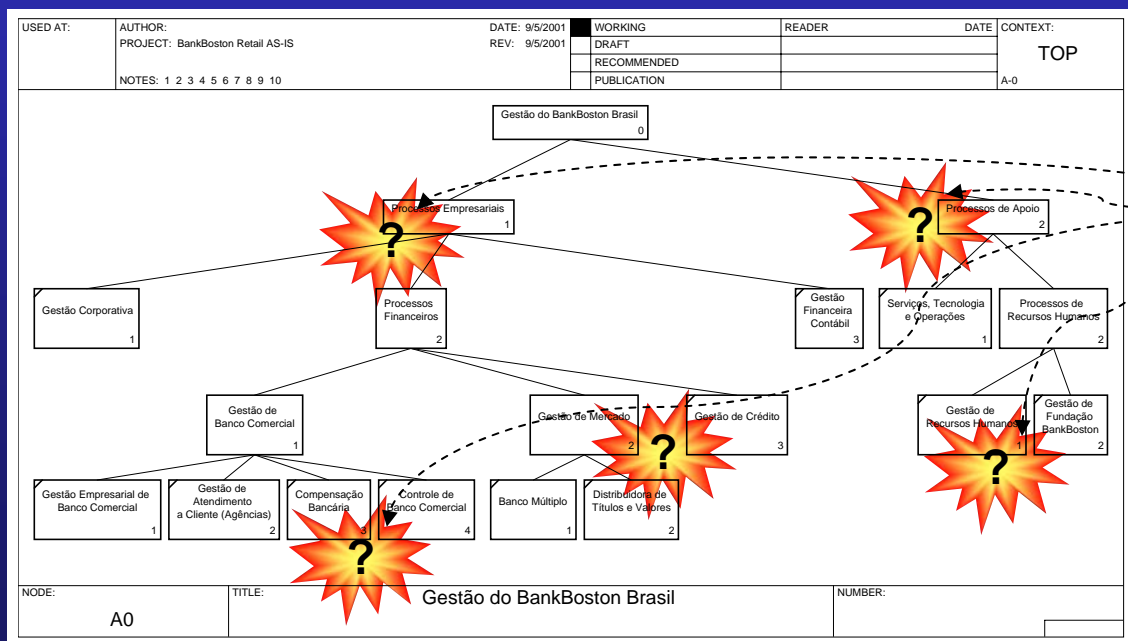 USED AT:
AUTHOR:
DATE: 9/5/2001
WORKING
READER
DATE
CONTEXT:
PROJECT: BankBoston Retail AS-IS
REV: 9/5/2001
DRAFT
TOP
RECOMMENDED
NOTES: 1 2 3 4 5 6 7 8 9 10
PUBLICATION
A-0
Gestão do BankBoston Brasil
0
Processos Empresariais
1
?
Processos de Apoio
2
?
Gestão Corporativa
1
Processos
Financeiros
2
Gestão
Financeira
Contábil
3
Serviços, Tecnologia
e Operações
1
Processos de
Recursos Humanos
2
Gestão de
Banco Comercial
1
Gestão de Mercado
2
?
Gestão de Crédito
3
Gestão de
Recursos Humanos
1
?
Gestão de
Fundação
BankBoston
2
Gestão Empresarial de
Banco Comercial
1
Gestão de
Atendimento
a Cliente (Agências)
2
Compensação
Bancária
3
?
Controle de
Banco Comercial
4
Banco Múltiplo
1
Distribuidora de
Títulos e Valores
2
NODE:
TITLE:
NUMBER:
A0
Gestão do BankBoston Brasil